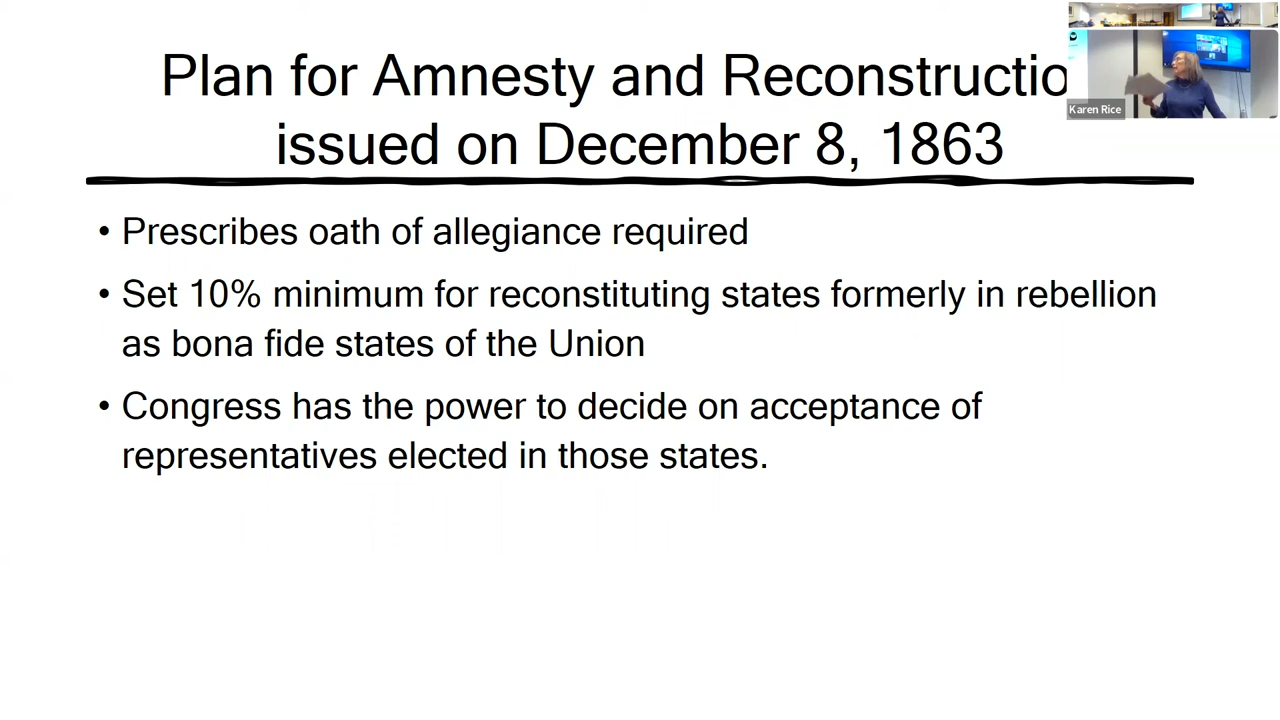 Plan for Amnesty and Reconstructio
issued on December 8, 1863
Karen Rice
• Prescribes oath of allegiance required
• Set 10% minimum for reconstituting states formerly in rebellion
as bona fide states of the Union
• Congress has the power to decide on acceptance of
representatives elected in those states.